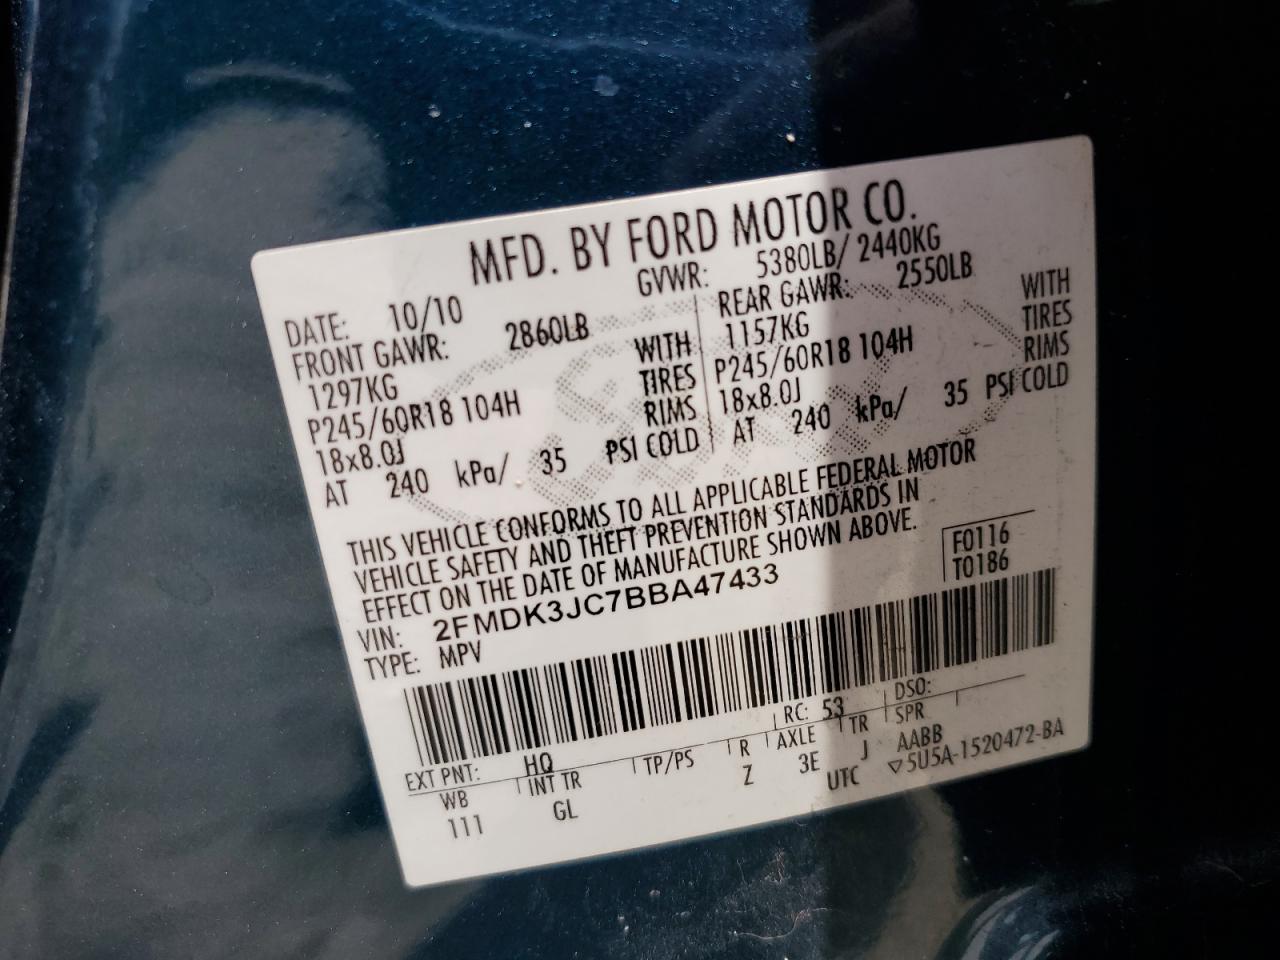 MFD. BY FORD MOTOR CO.
DATE: 10/10 GVWR: 5380LB/ 2440KG
FRONT GAWR: 2860LB REAR GAWR: 2550LB
1297KG WITH 1157KG WITH
P245/60R18 104H TIRES P245/60R18 104H TIRES
18x8.0J RIMS 18x8.0J RIMS
AT 240 kPa/ 35 PSI COLD AT 240 kPa/ 35 PSI COLD
THIS VEHICLE CONFORMS TO ALL APPLICABLE FEDERAL MOTOR
VEHICLE SAFETY AND THEFT PREVENTION STANDARDS IN
EFFECT ON THE DATE OF MANUFACTURE SHOWN ABOVE.
F0116
T0186
VIN: 2FMDK3JC7BBA47433
TYPE: MPV
EXT PNT: HQ RC: 53 DSO:
WB INT TR TP/PS R AXLE TR SPR
111 GL Z 3E J AABB
UTC ▽5U5A-1520472-BA